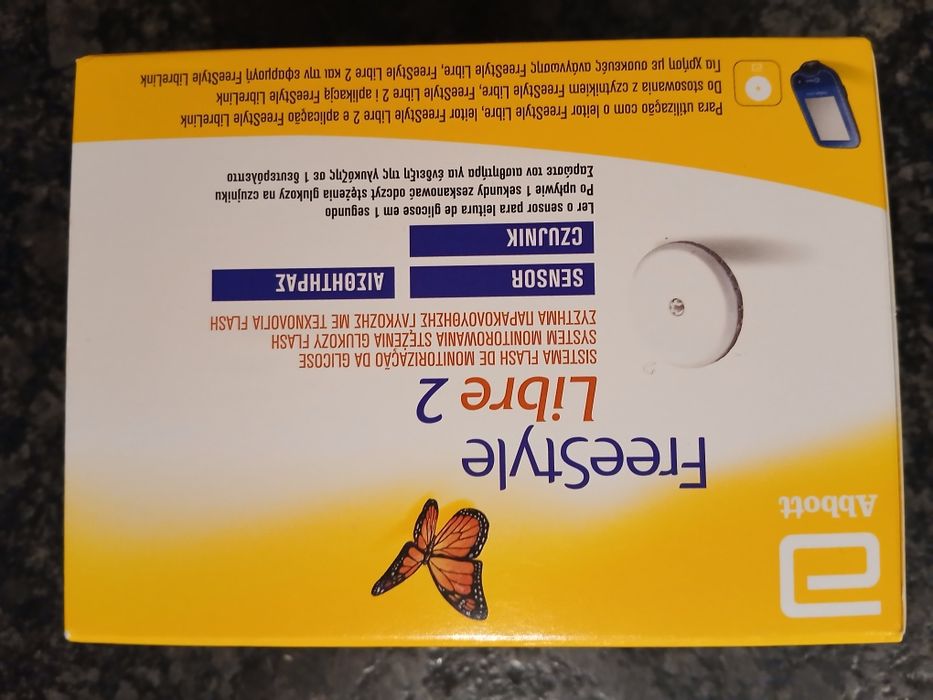 Abbott
FreeStyle
Libre 2
SISTEMA FLASH DE MONITORIZAÇÃO DA GLICOSE
SYSTEM MONITOROWANIA STĘŻENIA GLUKOZY FLASH
ΣΥΣΤΗΜΑ ΠΑΡΑΚΟΛΟΥΘΗΣΗΣ ΓΛΥΚΟΖΗΣ ΜΕ ΤΕΧΝΟΛΟΓΙΑ FLASH
SENSOR
ΑΙΣΘΗΤΗΡΑΣ
CZUJNIK
Ler o sensor para leitura de glicose em 1 segundo
Po upływie 1 sekundy zeskanować odczyt stężenia glukozy na czujniku
Σαρώστε τον αισθητήρα για ένδειξη της γλυκόζης σε 1 δευτερόλεπτο
Para utilização com o leitor FreeStyle Libre, leitor FreeStyle Libre 2 e aplicação FreeStyle LibreLink
Do stosowania z czytnikiem FreeStyle Libre, FreeStyle Libre 2 i aplikacją FreeStyle LibreLink
Για χρήση με συσκευές ανάγνωσης FreeStyle Libre, FreeStyle Libre 2 και την εφαρμογή FreeStyle LibreLink